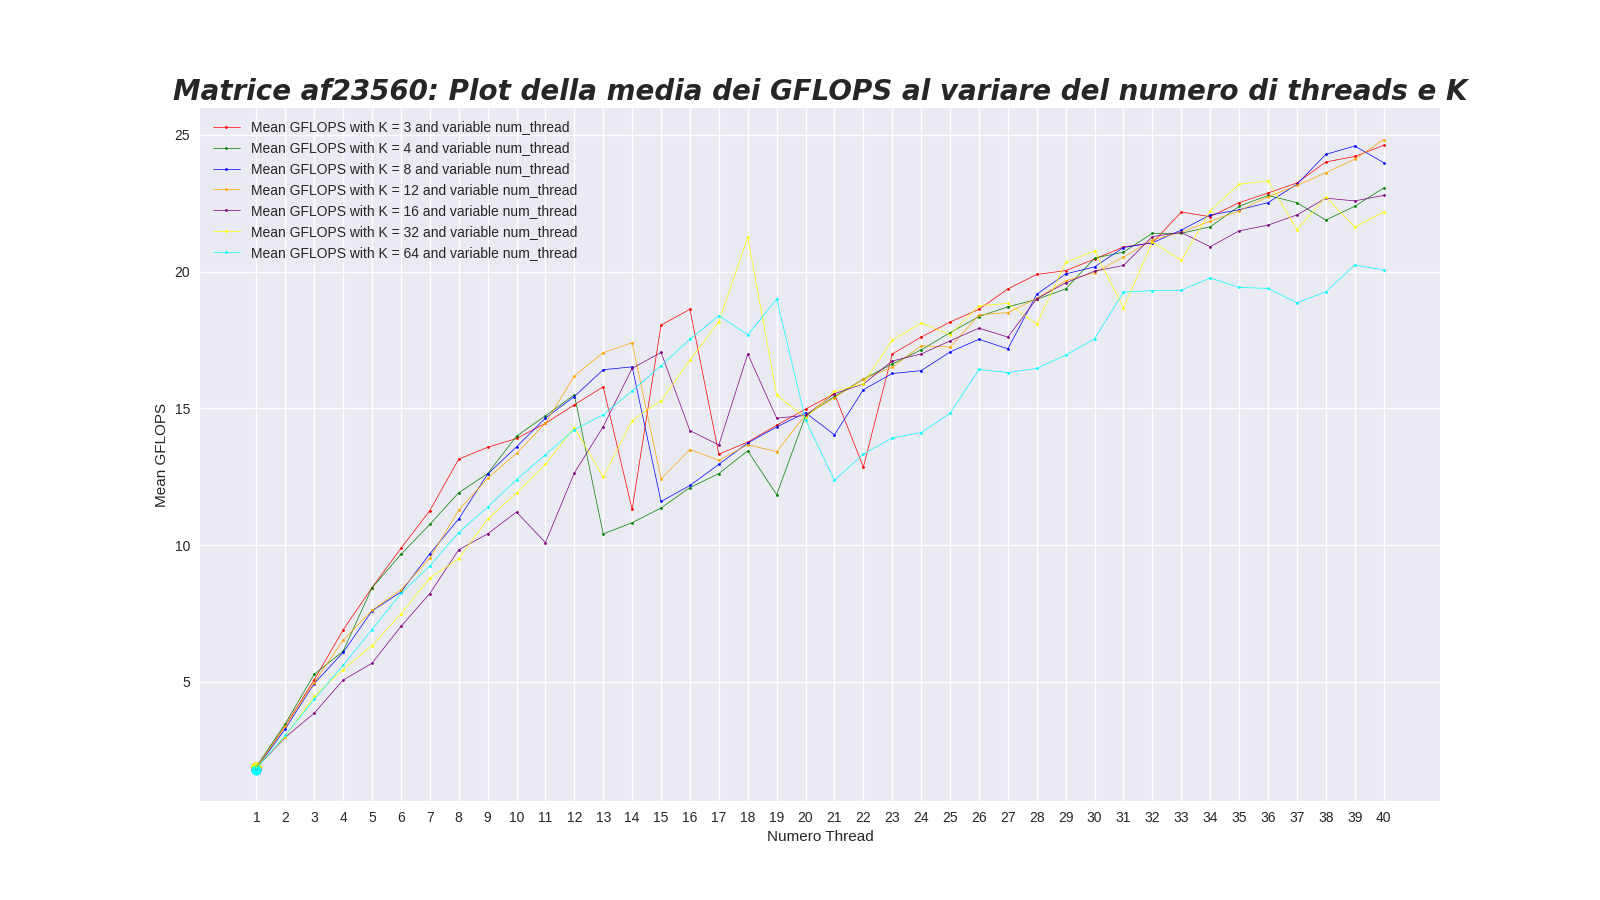 Matrice af23560: Plot della media dei GFLOPS al variare del numero di threads e K
Mean GFLOPS with K = 3 and variable num_thread
Mean GFLOPS with K = 4 and variable num_thread
Mean GFLOPS with K = 8 and variable num_thread
Mean GFLOPS with K = 12 and variable num_thread
Mean GFLOPS with K = 16 and variable num_thread
Mean GFLOPS with K = 32 and variable num_thread
Mean GFLOPS with K = 64 and variable num_thread
25
20
15
10
5
Mean GFLOPS
1 2 3 4 5 6 7 8 9 10 11 12 13 14 15 16 17 18 19 20 21 22 23 24 25 26 27 28 29 30 31 32 33 34 35 36 37 38 39 40
Numero Thread